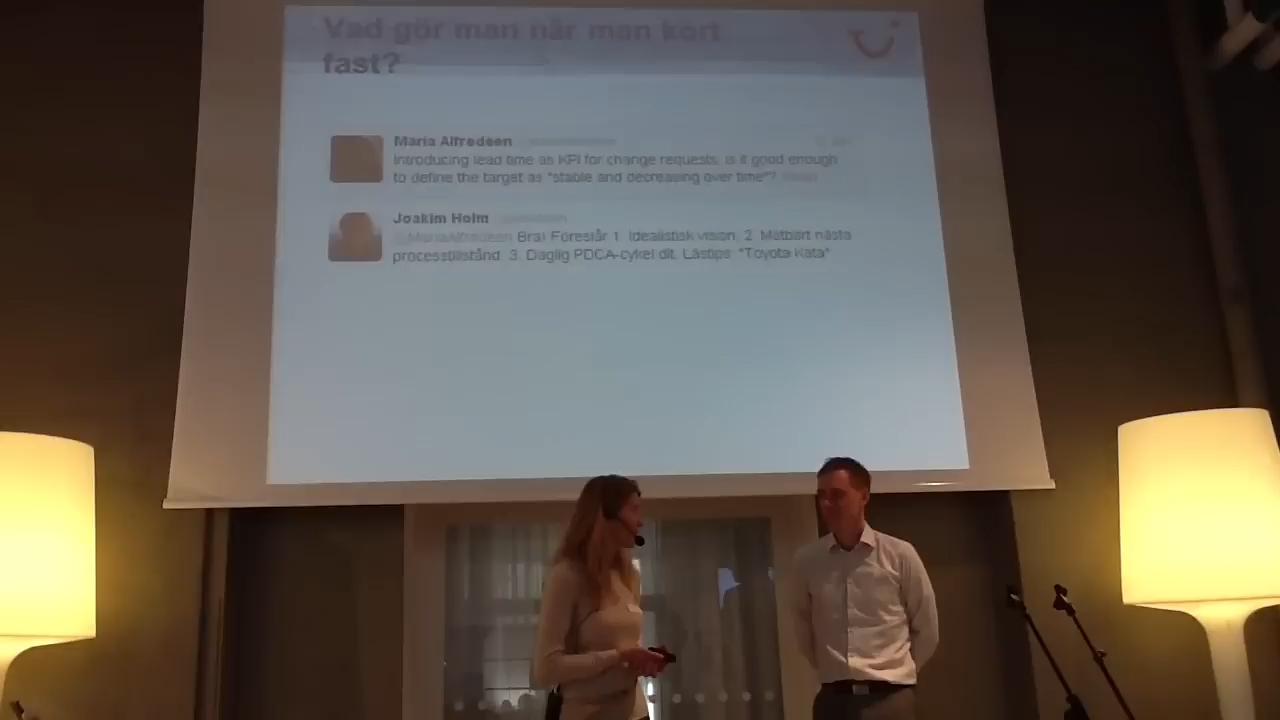 Vad gör man när man kört
fast?
Maria Alfredéen
Introducing lead time as KPI for change requests, is it good enough
to define the target as "stable and decreasing over time"?
Joakim Holm
@MariaAlfredeen Bra! Föreslår 1. Idealistisk vision, 2. Mätbart nästa
processtillstånd, 3. Daglig PDCA-cykel dit. Lästips: "Toyota Kata"